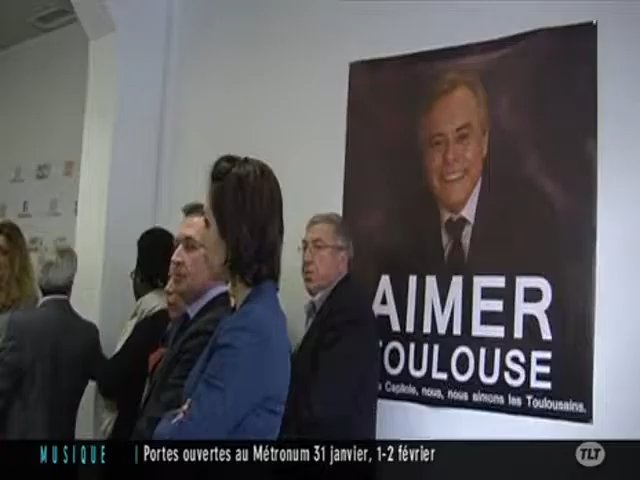 AIMER
TOULOUSE
Capitole, nous, nous aimons les Toulousains.
MUSIQUE
Portes ouvertes au Métronum 31 janvier, 1-2 février
TLT